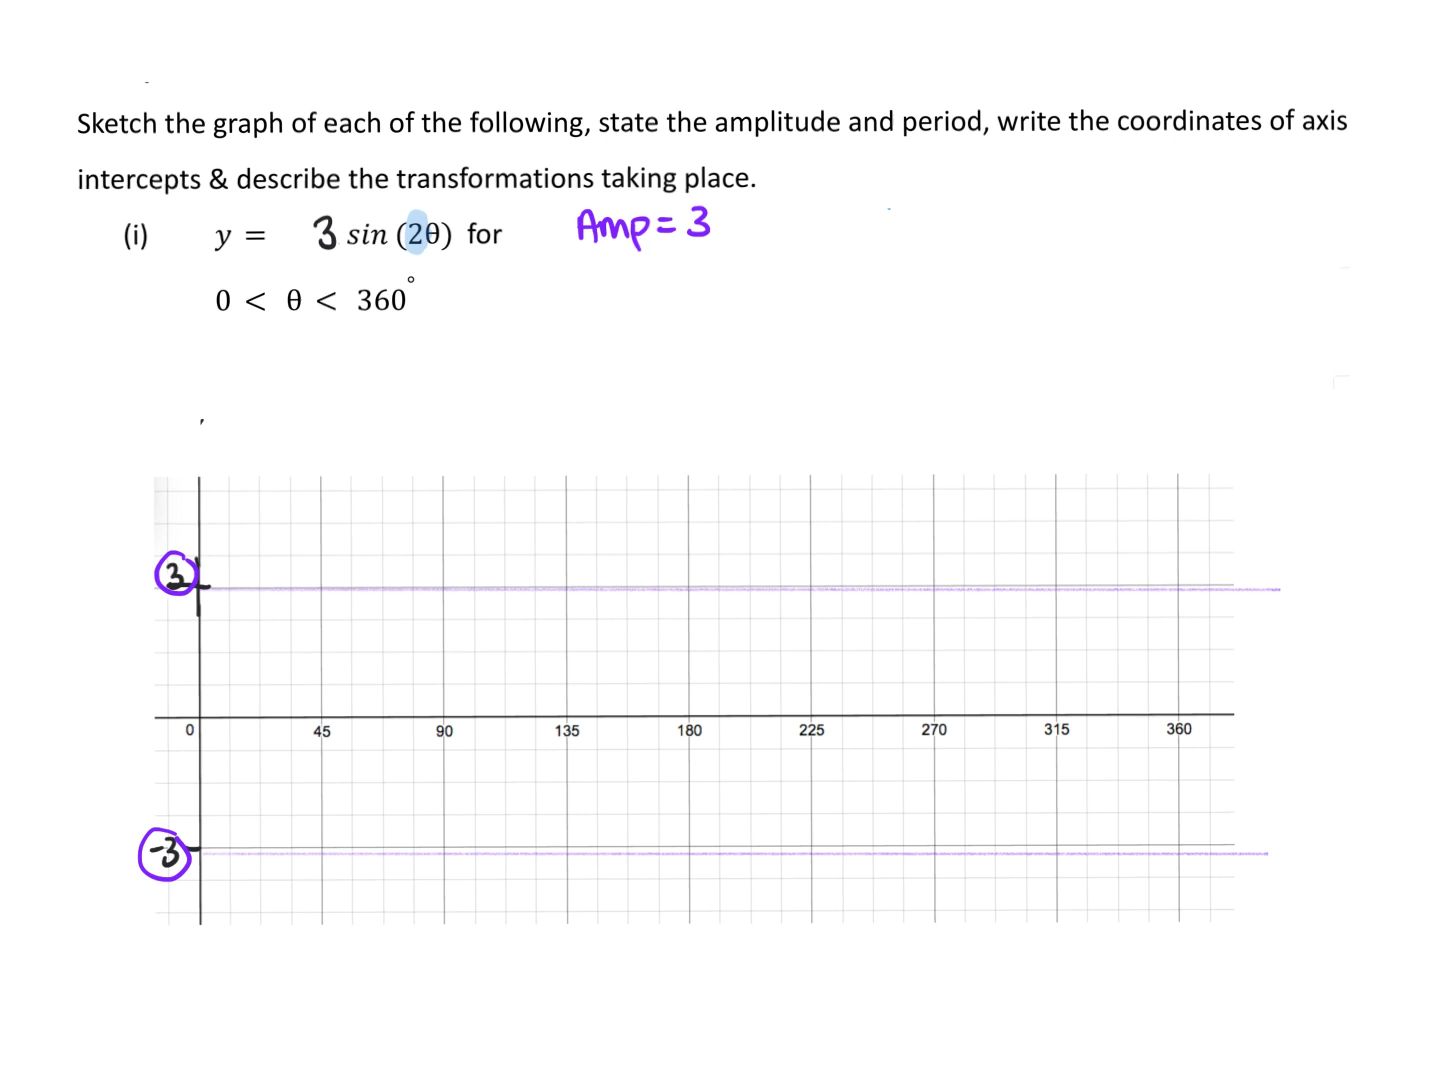 Sketch the graph of each of the following, state the amplitude and period, write the coordinates of axis
intercepts & describe the transformations taking place.
(i) y = 3 sin (2θ) for Amp = 3
0 < θ < 360°
3
0 45 90 135 180 225 270 315 360
-3